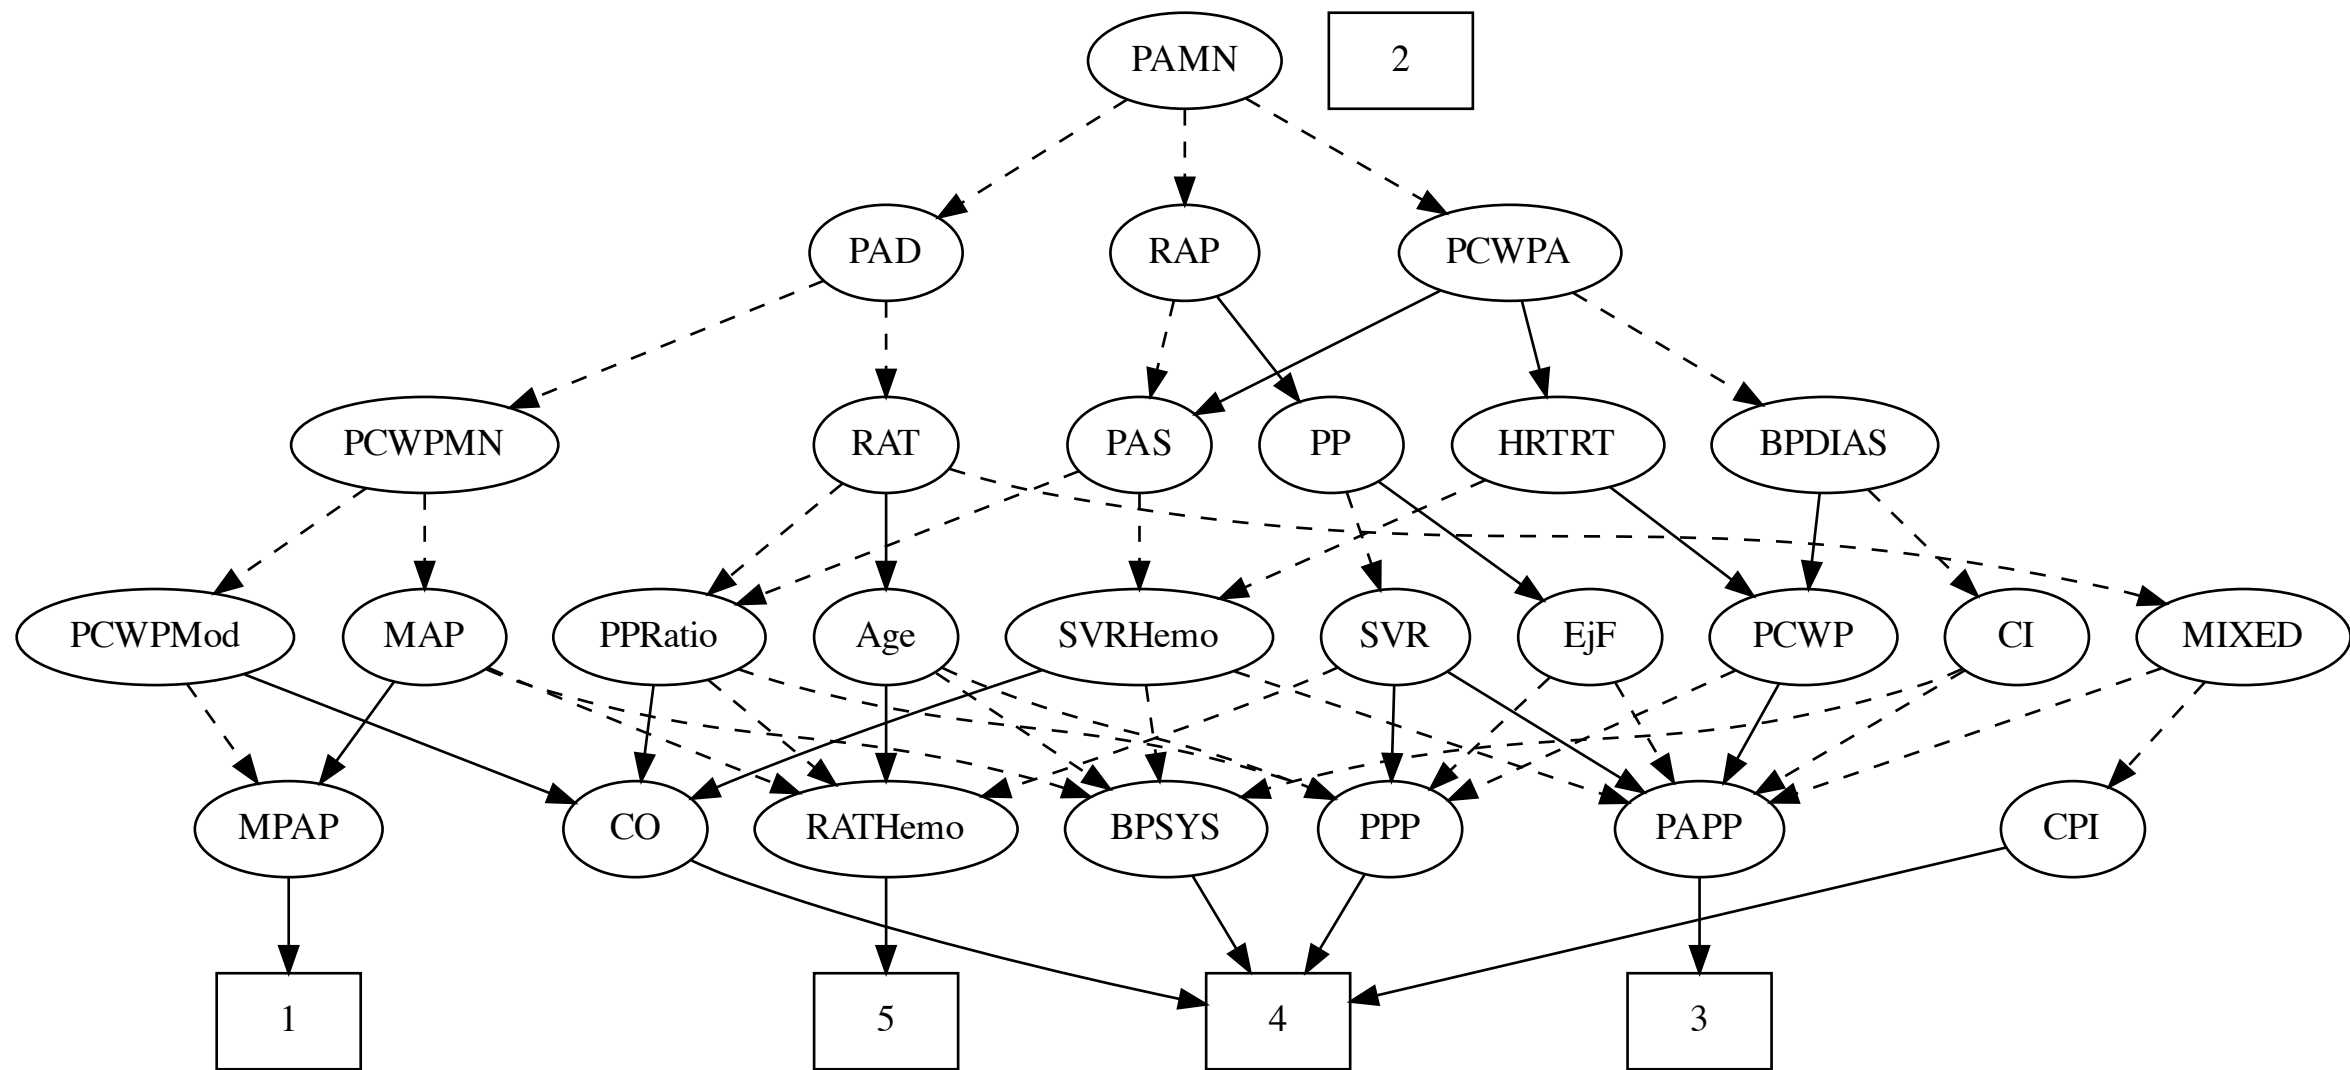 PAMN
2
PAD
RAP
PCWPA
PCWPMN
RAT
PAS
PP
HRTRT
BPDIAS
PCWPMod
MAP
PPRatio
Age
SVRHemo
SVR
EjF
PCWP
CI
MIXED
MPAP
CO
RATHemo
BPSYS
PPP
PAPP
CPI
1
5
4
3